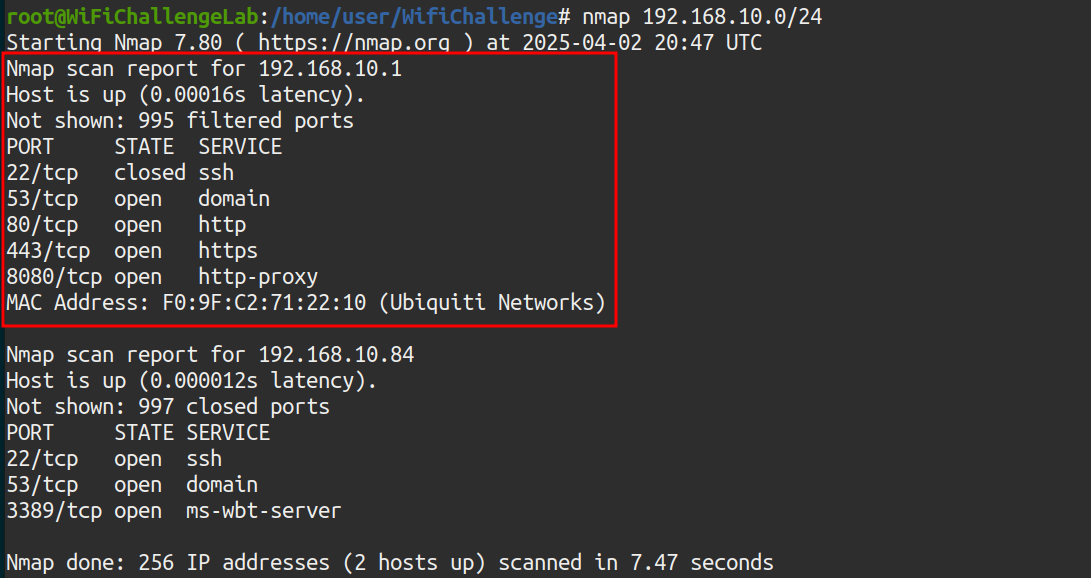 root@WiFiChallengeLab:/home/user/WifiChallenge# nmap 192.168.10.0/24
Starting Nmap 7.80 ( https://nmap.org ) at 2025-04-02 20:47 UTC
Nmap scan report for 192.168.10.1
Host is up (0.00016s latency).
Not shown: 995 filtered ports
PORT     STATE  SERVICE
22/tcp   closed ssh
53/tcp   open   domain
80/tcp   open   http
443/tcp  open   https
8080/tcp open   http-proxy
MAC Address: F0:9F:C2:71:22:10 (Ubiquiti Networks)
Nmap scan report for 192.168.10.84
Host is up (0.000012s latency).
Not shown: 997 closed ports
PORT     STATE SERVICE
22/tcp   open  ssh
53/tcp   open  domain
3389/tcp open  ms-wbt-server
Nmap done: 256 IP addresses (2 hosts up) scanned in 7.47 seconds